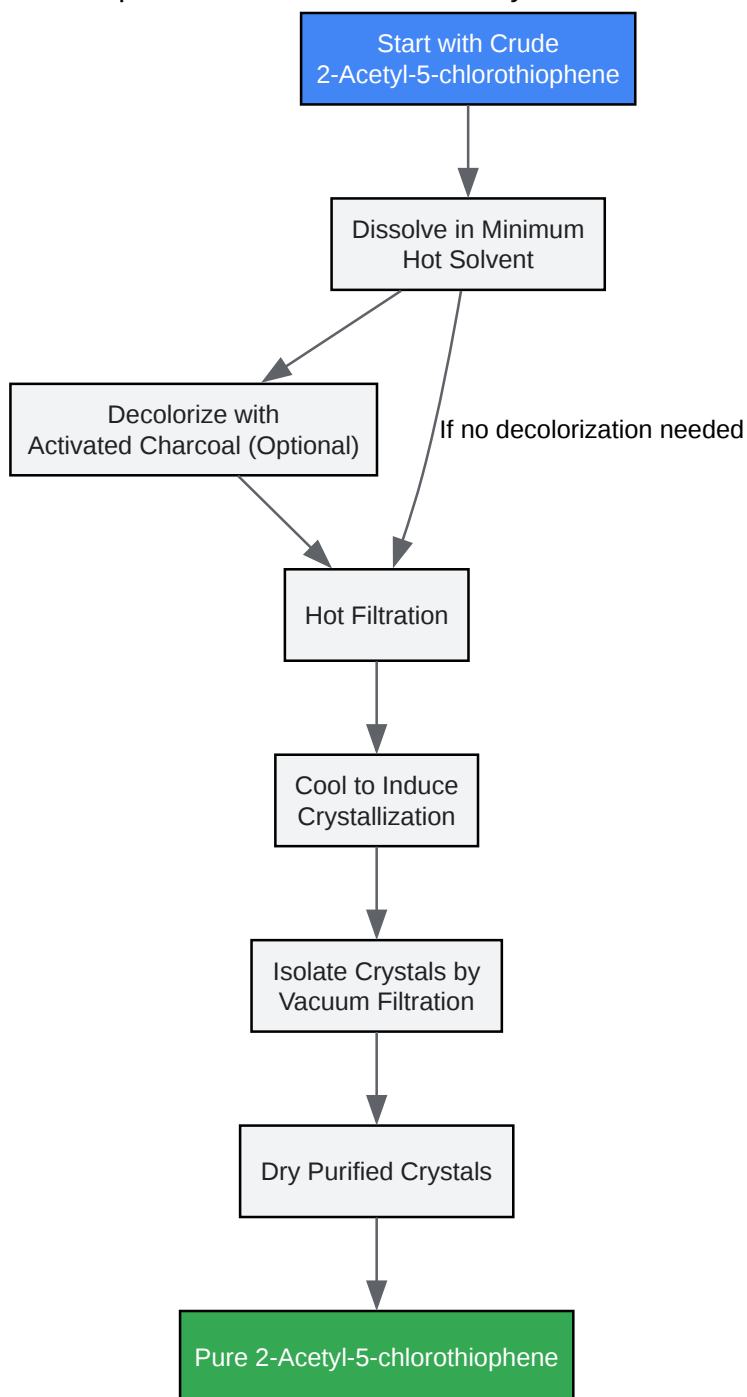 Start with Crude
2-Acetyl-5-chlorothiophene
Dissolve in Minimum
Hot Solvent
Decolorize with
Activated Charcoal (Optional)
If no decolorization needed
Hot Filtration
Cool to Induce
Crystallization
Isolate Crystals by
Vacuum Filtration
Dry Purified Crystals
Pure 2-Acetyl-5-chlorothiophene